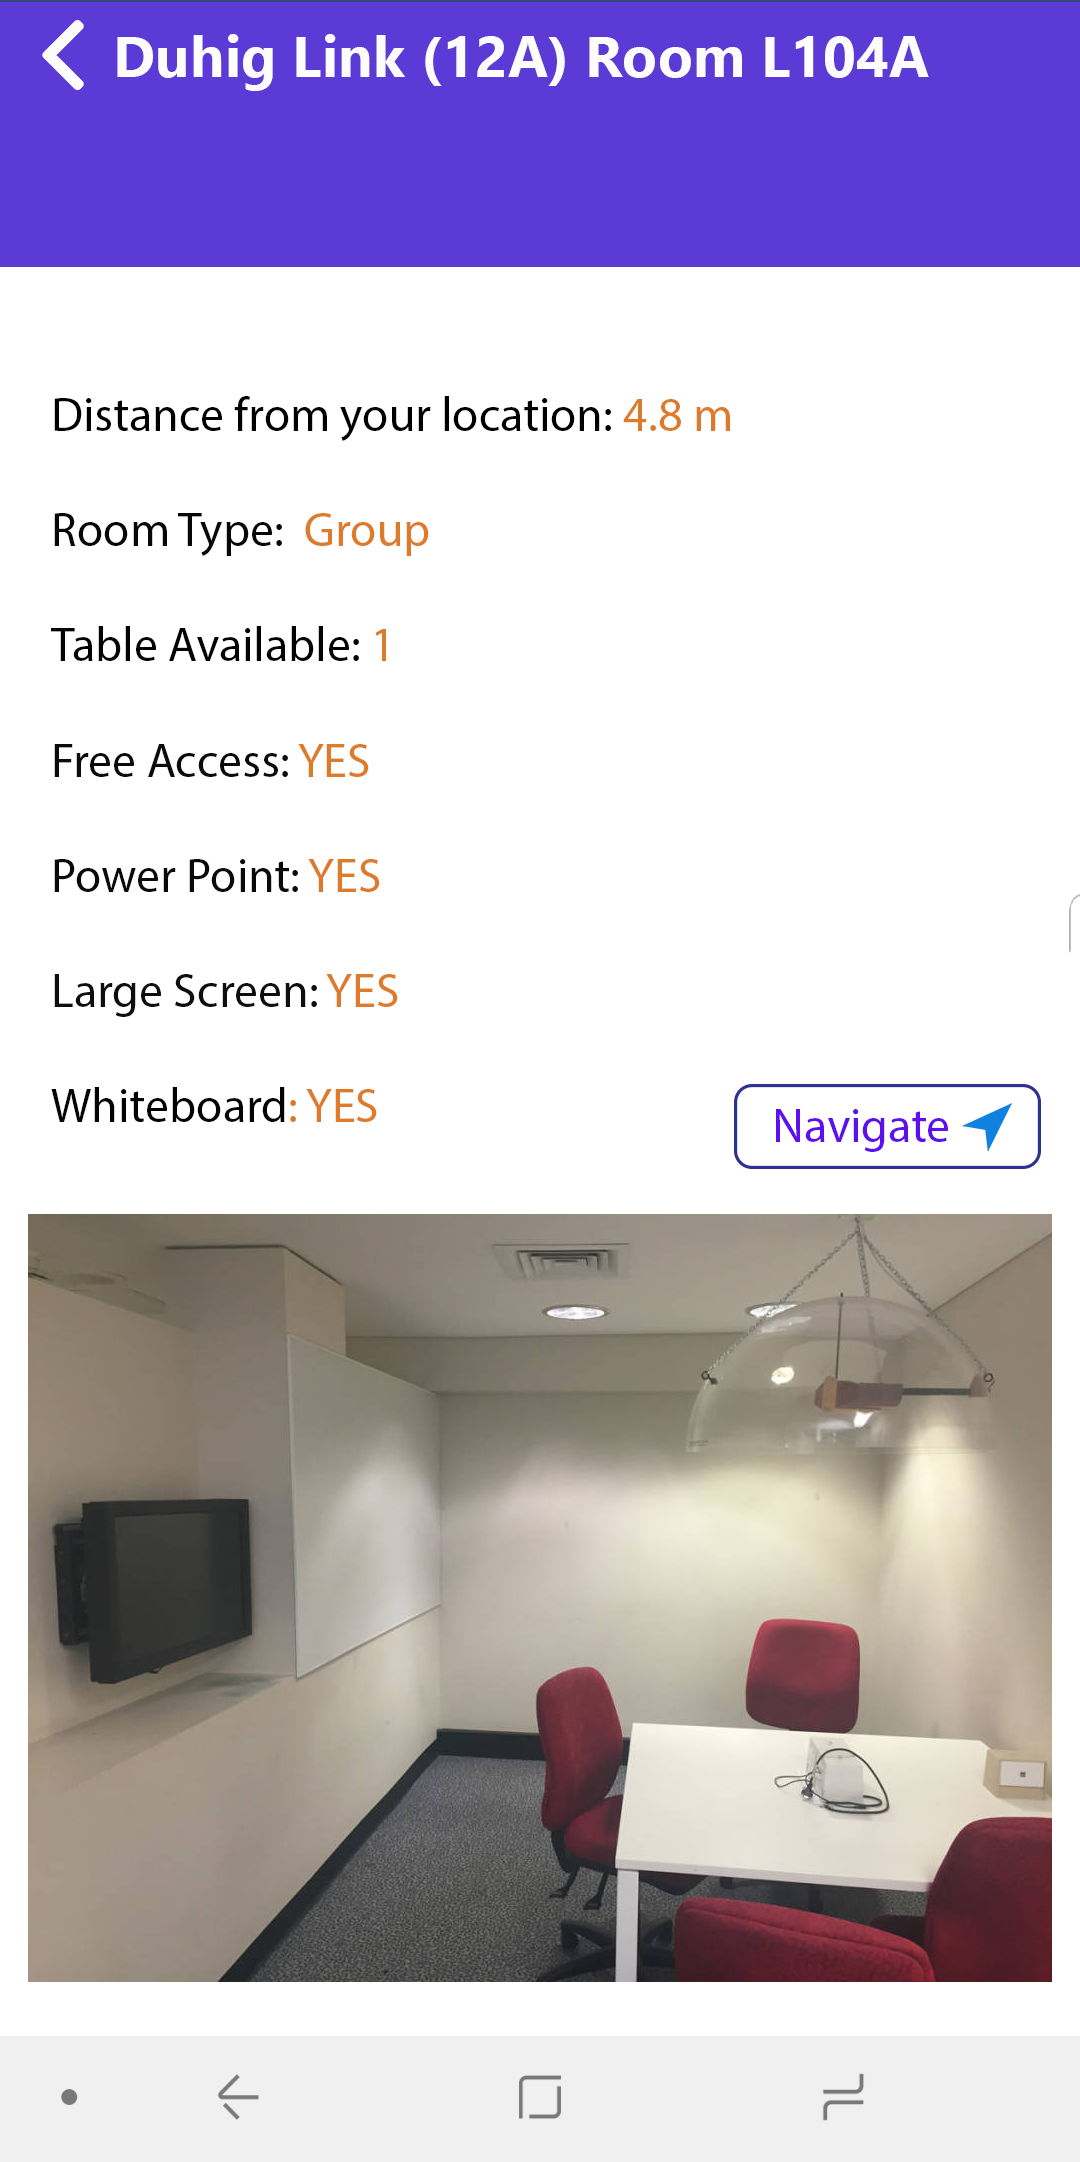 Duhig Link (12A) Room L104A
Distance from your location: 4.8 m
Room Type: Group
Table Available: 1
Free Access: YES
Power Point: YES
Large Screen: YES
Whiteboard: YES
Navigate